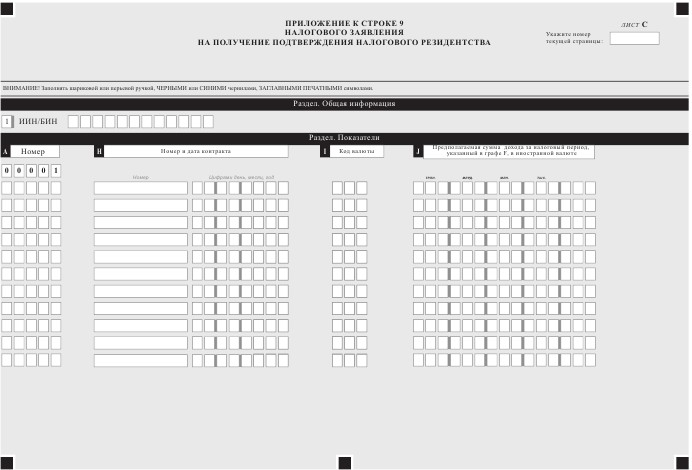 ПРИЛОЖЕНИЕ К СТРОКЕ 9
НАЛОГОВОГО ЗАЯВЛЕНИЯ
НА ПОЛУЧЕНИЕ ПОДТВЕРЖДЕНИЯ НАЛОГОВОГО РЕЗИДЕНТСТВА
лист C
Укажите номер
текущей страницы:
ВНИМАНИЕ! Заполнять шариковой или перьевой ручкой, ЧЕРНЫМИ или СИНИМИ чернилами, ЗАГЛАВНЫМИ ПЕЧАТНЫМИ символами.
Раздел. Общая информация
1 ИИН/БИН
Раздел. Показатели
A Номер H Номер и дата контракта I Код валюты J Предполагаемая сумма дохода за налоговый период,
указанный в графе F, в иностранной валюте
0 0 0 0 1
Номер Цифрами день, месяц, год
трлн. млрд. млн. тыс.